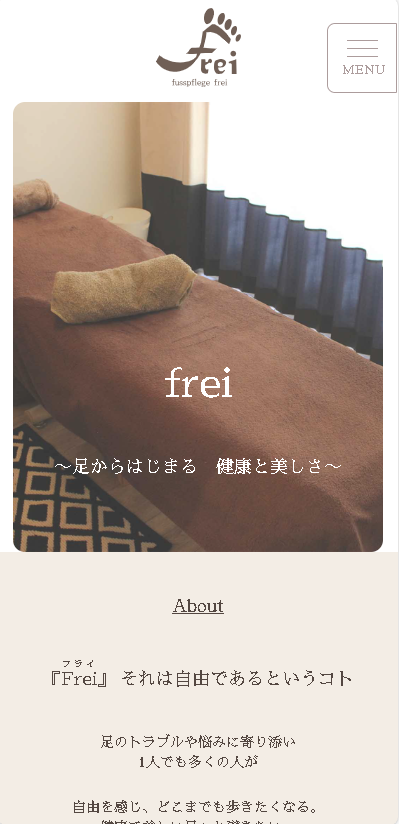 frei
fusspflege frei
MENU
frei
～足からはじまる　健康と美しさ～
About
フライ
『Frei』 それは自由であるというコト
足のトラブルや悩みに寄り添い
1人でも多くの人が
自由を感じ、どこまでも歩きたくなる。